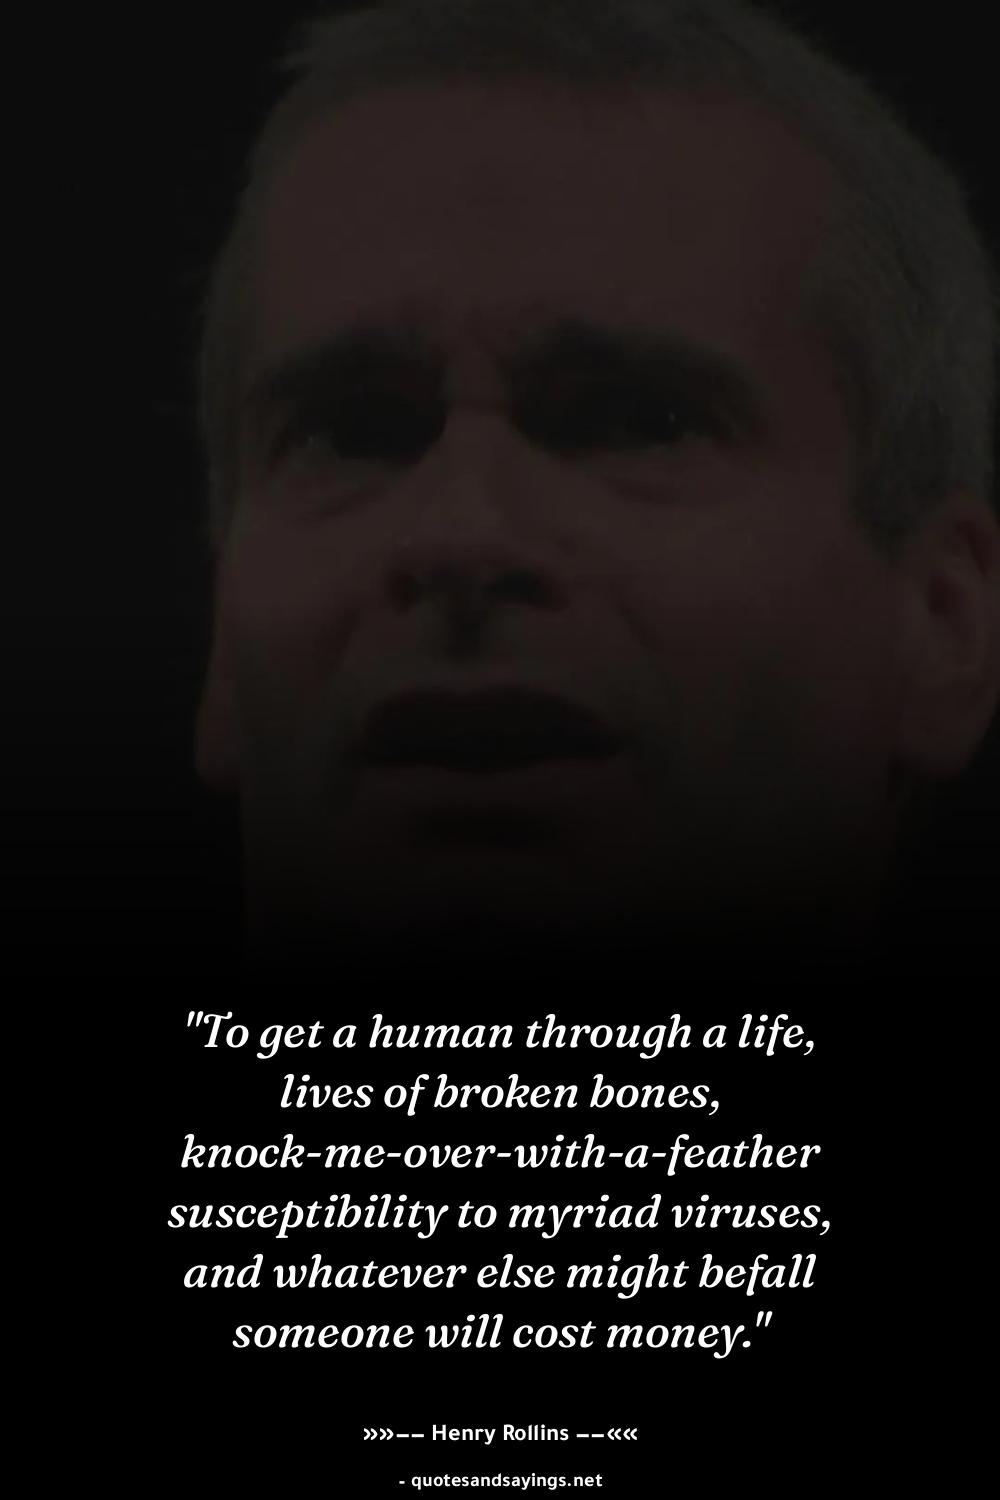 "To get a human through a life,
lives of broken bones,
knock-me-over-with-a-feather
susceptibility to myriad viruses,
and whatever else might befall
someone will cost money."
»»–– Henry Rollins ––««
- quotesandsayings.net